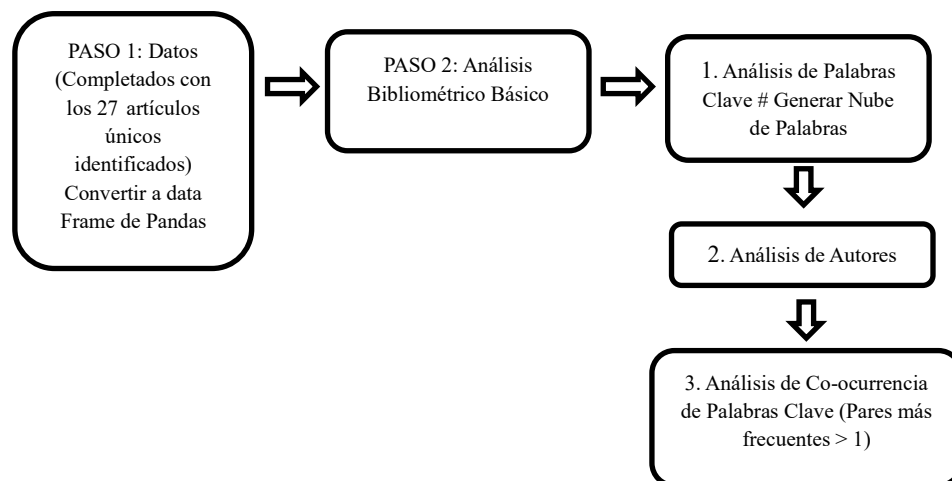 PASO 1: Datos
(Completados con
los 27 artículos
únicos
identificados)
Convertir a data
Frame de Pandas
PASO 2: Análisis
Bibliométrico Básico
1. Análisis de Palabras
Clave # Generar Nube
de Palabras
2. Análisis de Autores
3. Análisis de Co-ocurrencia
de Palabras Clave (Pares más
frecuentes > 1)